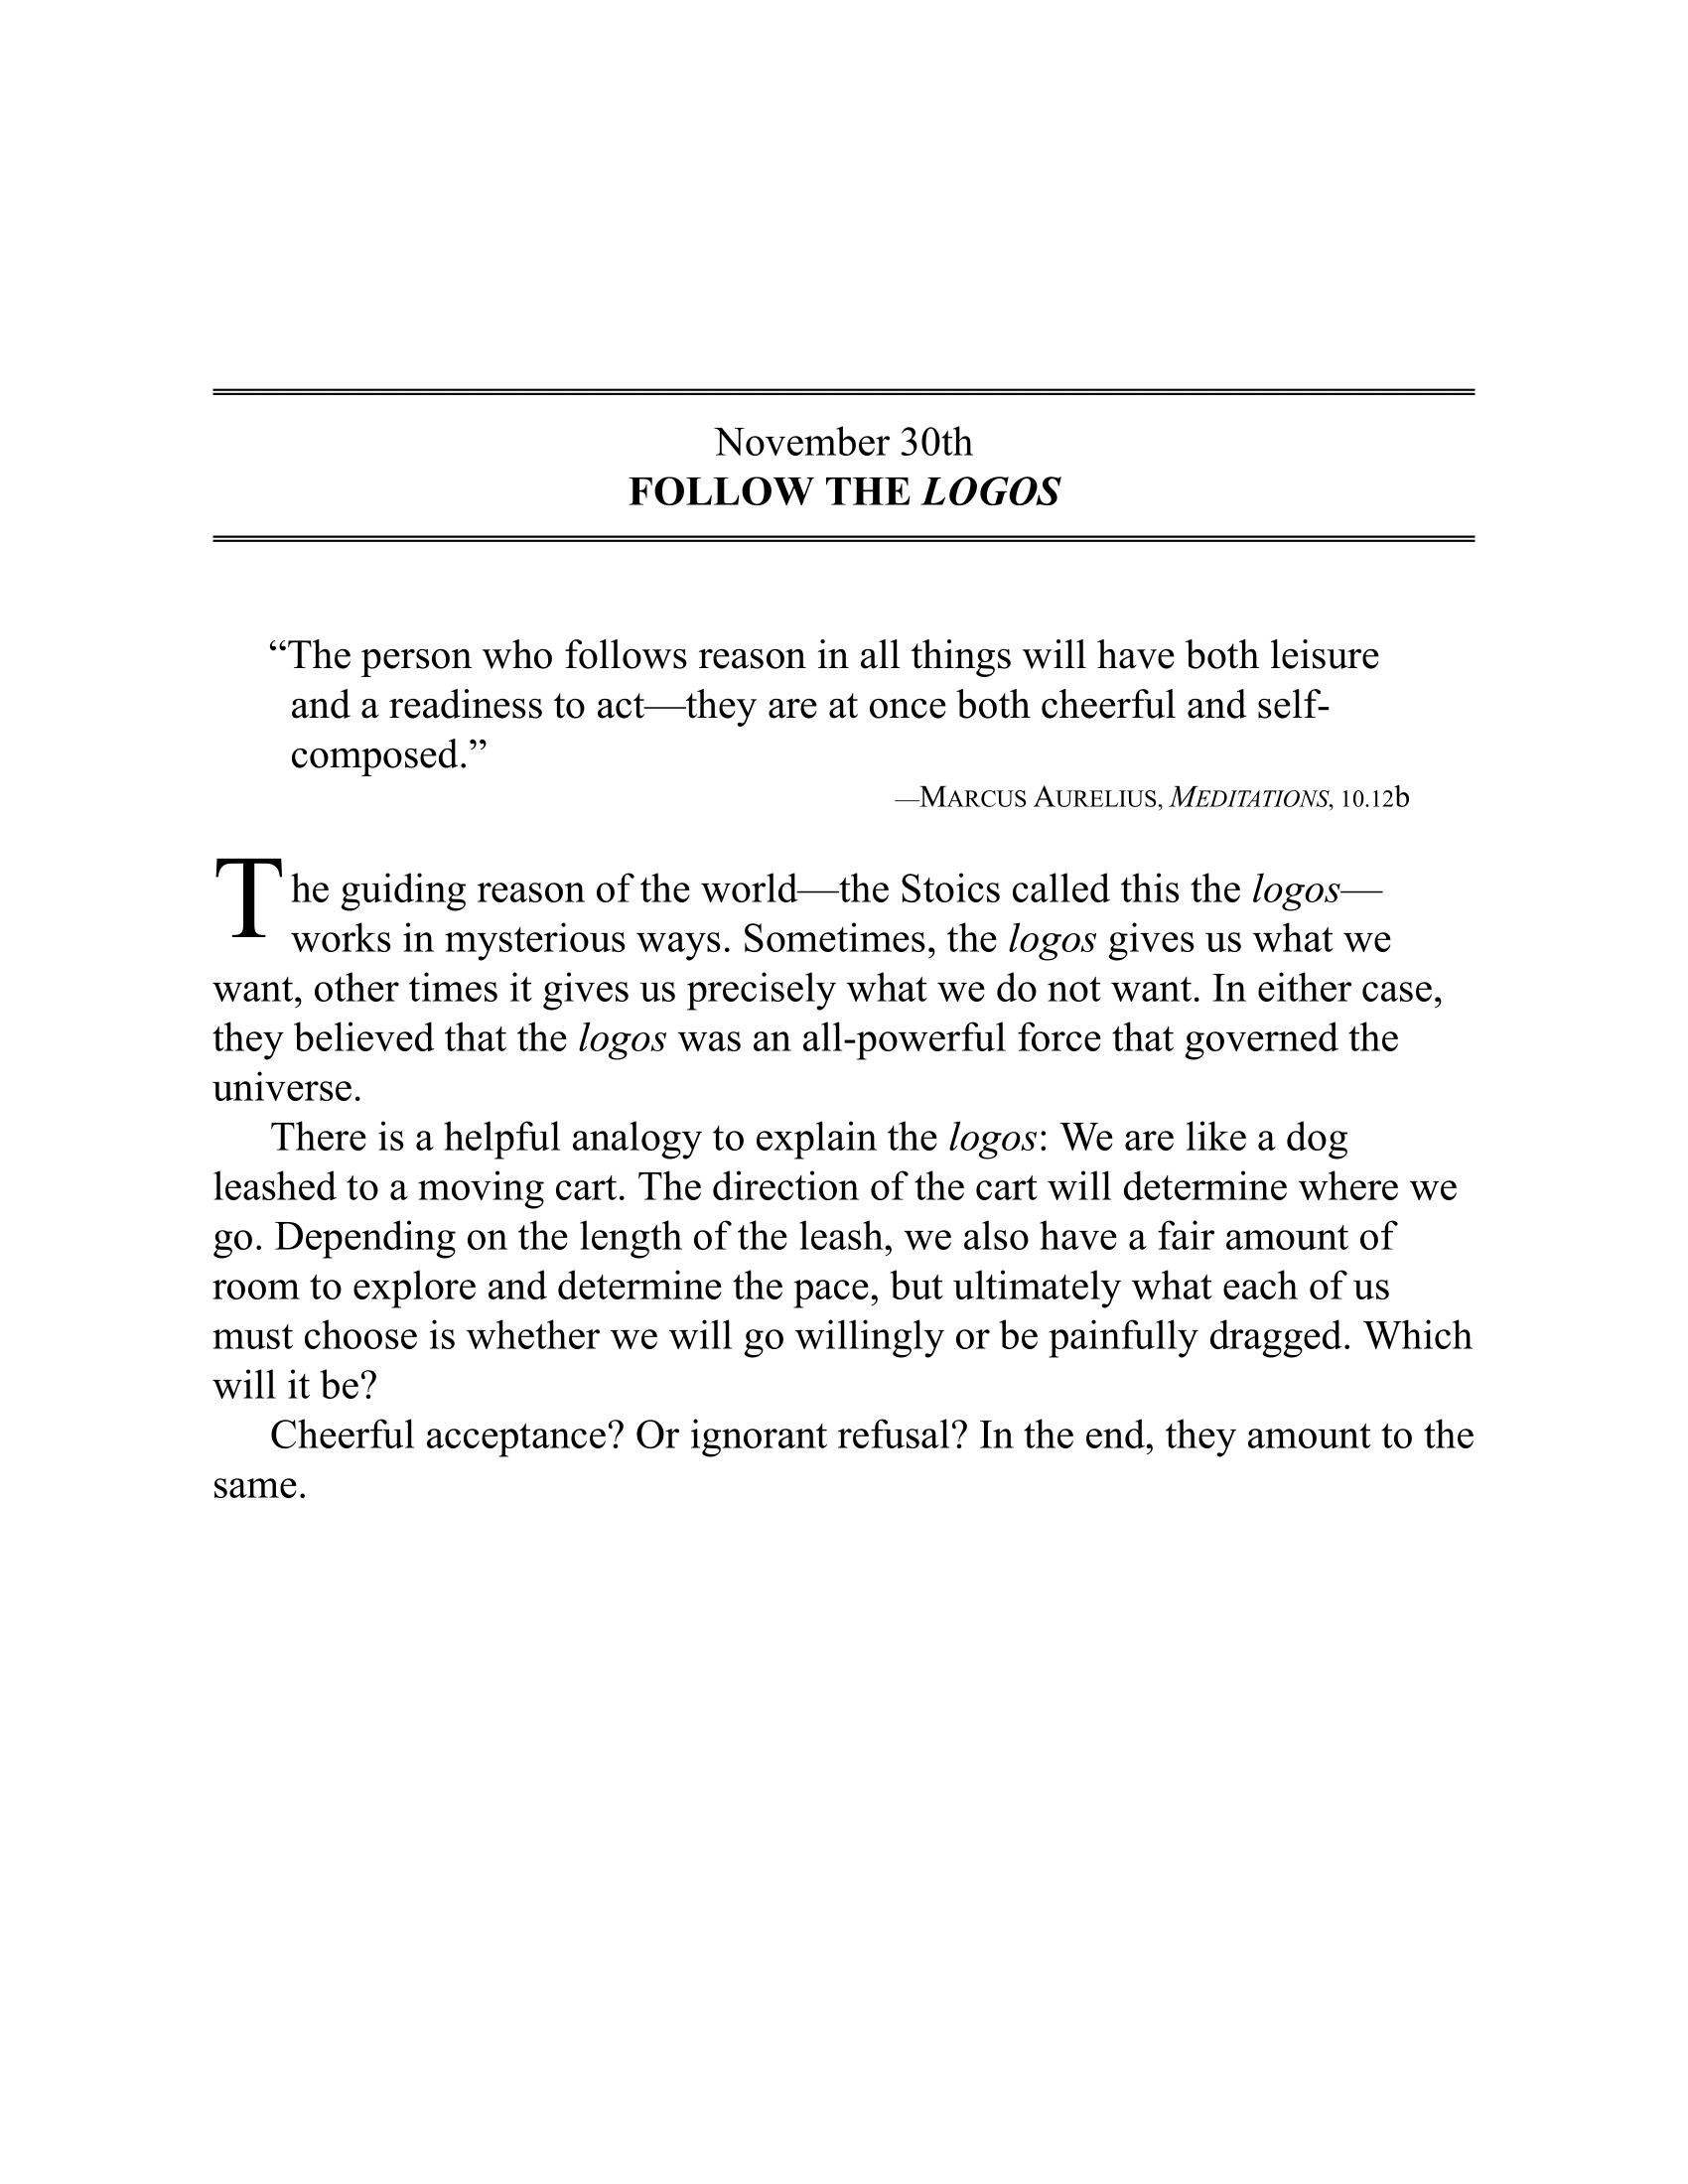 November 30th
FOLLOW THE LOGOS
“The person who follows reason in all things will have both leisure
and a readiness to act—they are at once both cheerful and self-
composed.”
—MARCUS AURELIUS, MEDITATIONS, 10.12b
The guiding reason of the world—the Stoics called this the logos—
works in mysterious ways. Sometimes, the logos gives us what we
want, other times it gives us precisely what we do not want. In either case,
they believed that the logos was an all-powerful force that governed the
universe.
There is a helpful analogy to explain the logos: We are like a dog
leashed to a moving cart. The direction of the cart will determine where we
go. Depending on the length of the leash, we also have a fair amount of
room to explore and determine the pace, but ultimately what each of us
must choose is whether we will go willingly or be painfully dragged. Which
will it be?
Cheerful acceptance? Or ignorant refusal? In the end, they amount to the
same.